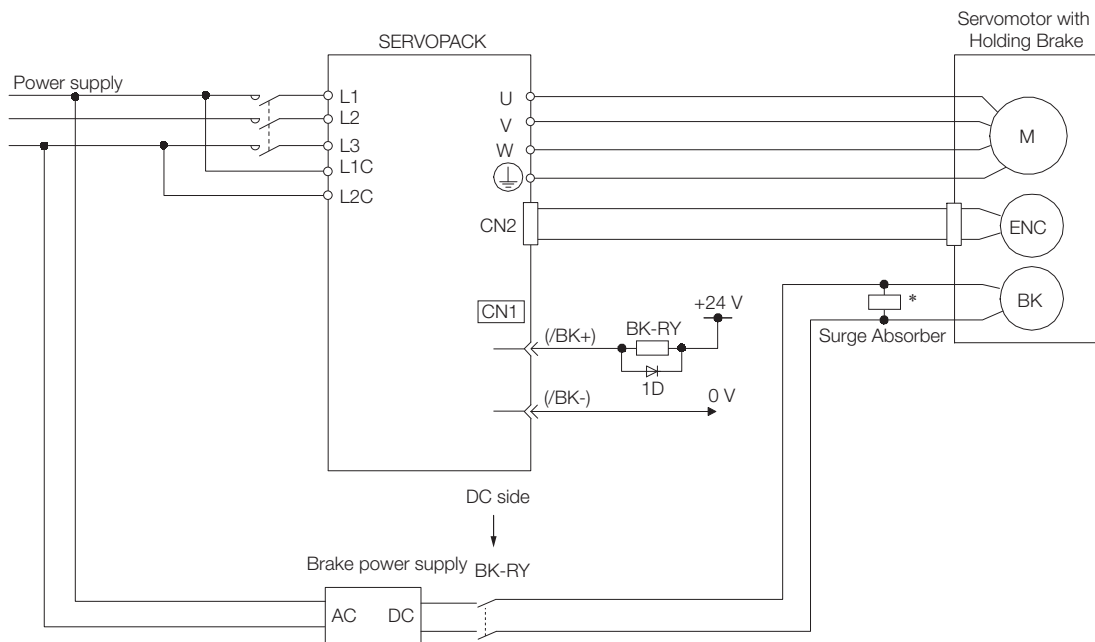 Servomotor with
Holding Brake
SERVOPACK
Power supply
L1
L2
L3
L1C
L2C
U
V
W
M
CN2
ENC
CN1
BK
*
Surge Absorber
+24 V
BK-RY
(/BK+)
1D
(/BK-)
0 V
DC side
Brake power supply
BK-RY
AC
DC